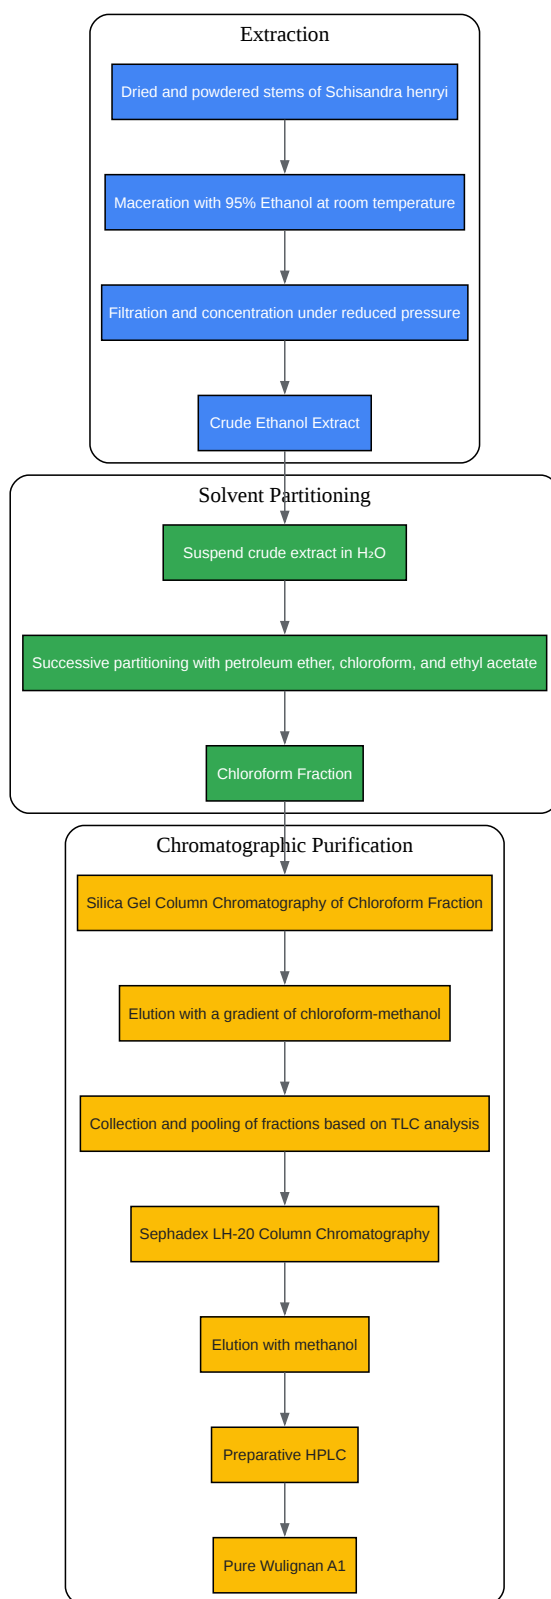 Extraction
Dried and powdered stems of Schisandra henryi
Maceration with 95% Ethanol at room temperature
Filtration and concentration under reduced pressure
Crude Ethanol Extract
Solvent Partitioning
Suspend crude extract in H₂O
Successive partitioning with petroleum ether, chloroform, and ethyl acetate
Chloroform Fraction
Chromatographic Purification
Silica Gel Column Chromatography of Chloroform Fraction
Elution with a gradient of chloroform-methanol
Collection and pooling of fractions based on TLC analysis
Sephadex LH-20 Column Chromatography
Elution with methanol
Preparative HPLC
Pure Wulignan A1